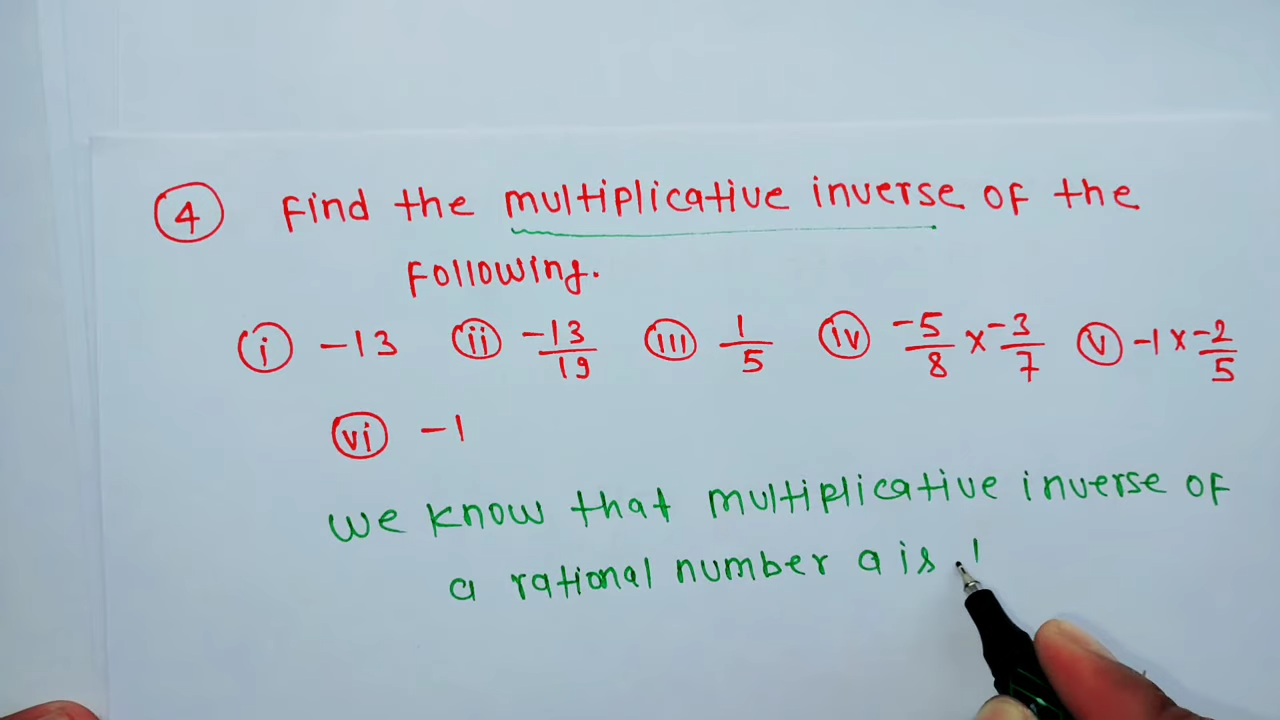 4 Find the multiplicative inverse of the
Following.
i -13 ii -13/19 iii 1/5 iv -5/8 x -3/7 v -1 x -2/5
vi -1
we know that multiplicative inverse of
a rational number a is 1